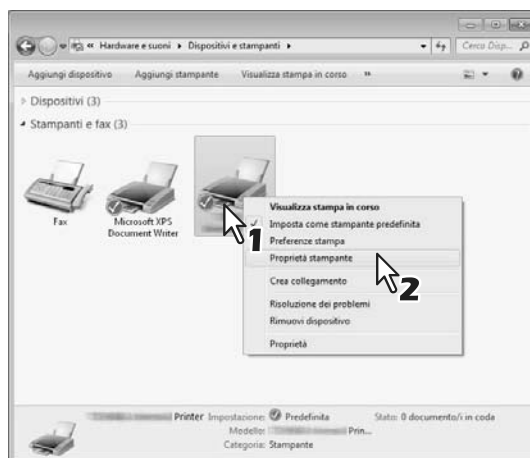 « Hardware e suoni ▸ Dispositivi e stampanti ▸ Cerca Disp...
Aggiungi dispositivo Aggiungi stampante Visualizza stampa in corso »
Dispositivi (3)
Stampanti e fax (3)
Fax
Microsoft XPS
Document Writer
Visualizza stampa in corso
Imposta come stampante predefinita
Preferenze stampa
Proprietà stampante
Crea collegamento
Risoluzione dei problemi
Rimuovi dispositivo
Proprietà
1
2
Printer Impostazione: Predefinita Stato: 0 documento/i in coda
Modello: Prin...
Categoria: Stampante